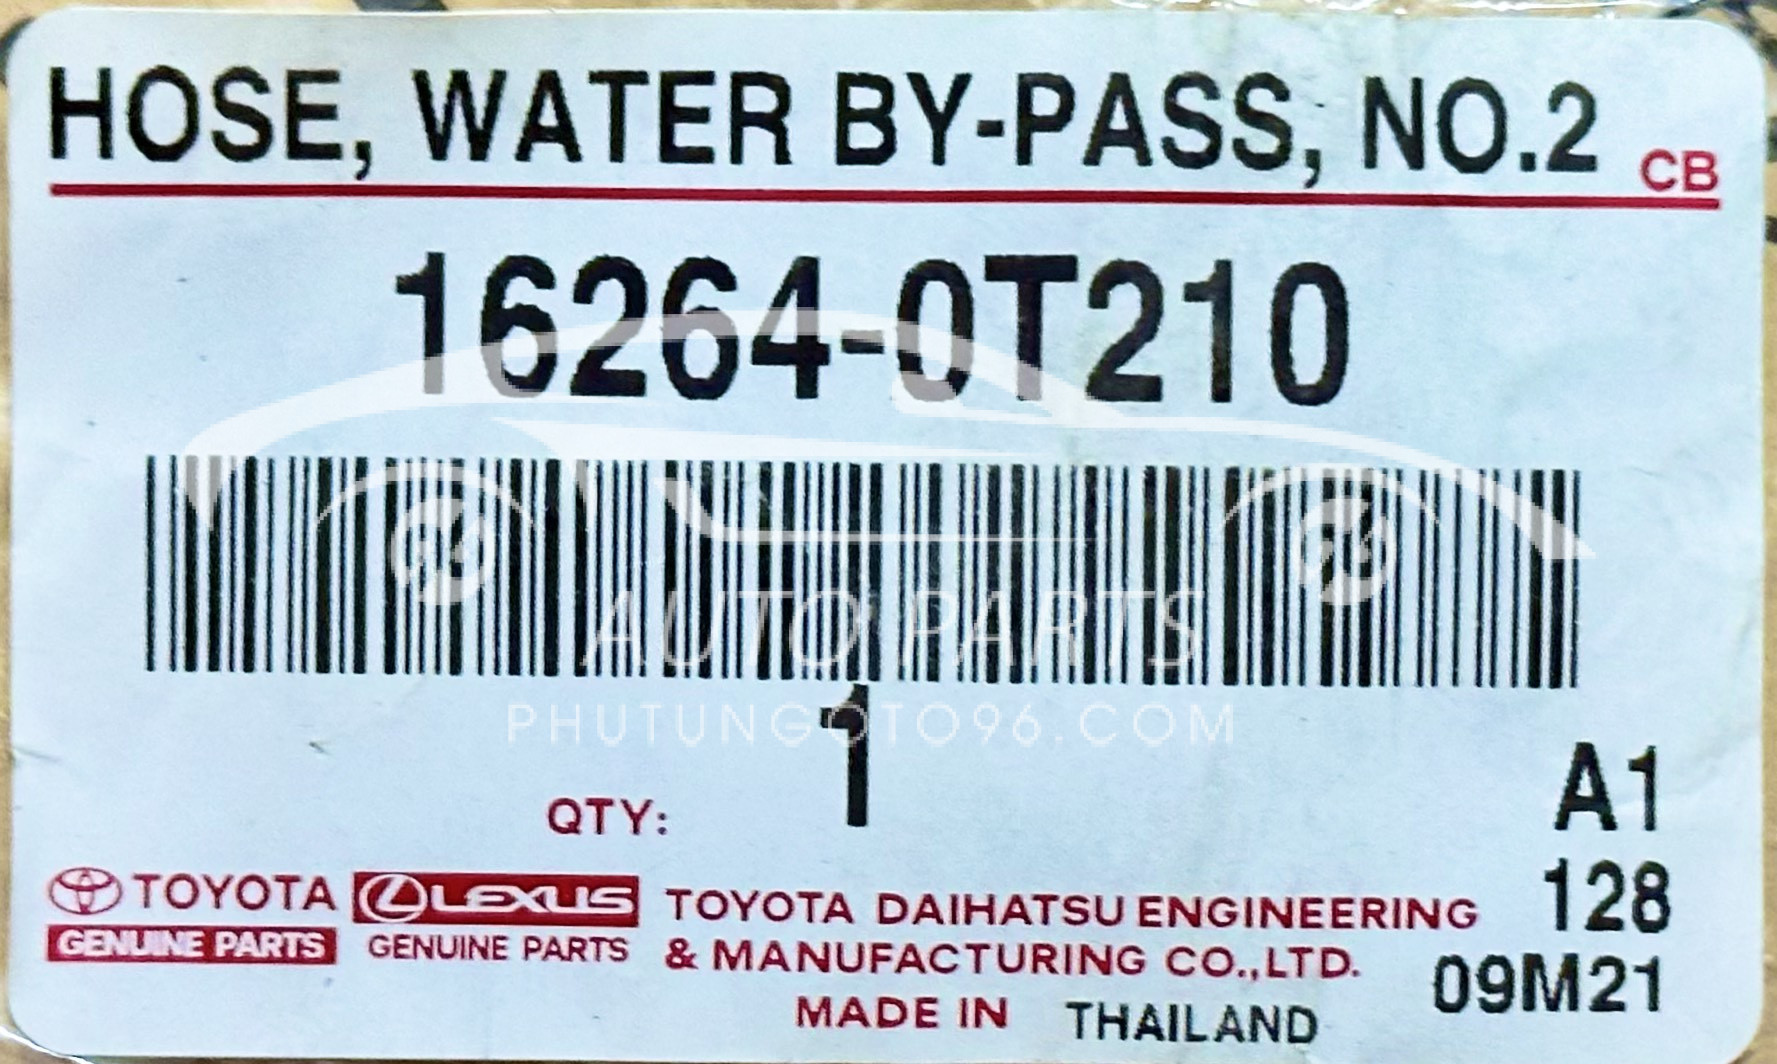 HOSE, WATER BY-PASS, NO.2 CB
16264-0T210
AUTO PARTS
PHUTUNGOTO96.COM
QTY: 1
A1
128
09M21
TOYOTA
GENUINE PARTS
LEXUS
GENUINE PARTS
TOYOTA DAIHATSU ENGINEERING
& MANUFACTURING CO.,LTD.
MADE IN THAILAND